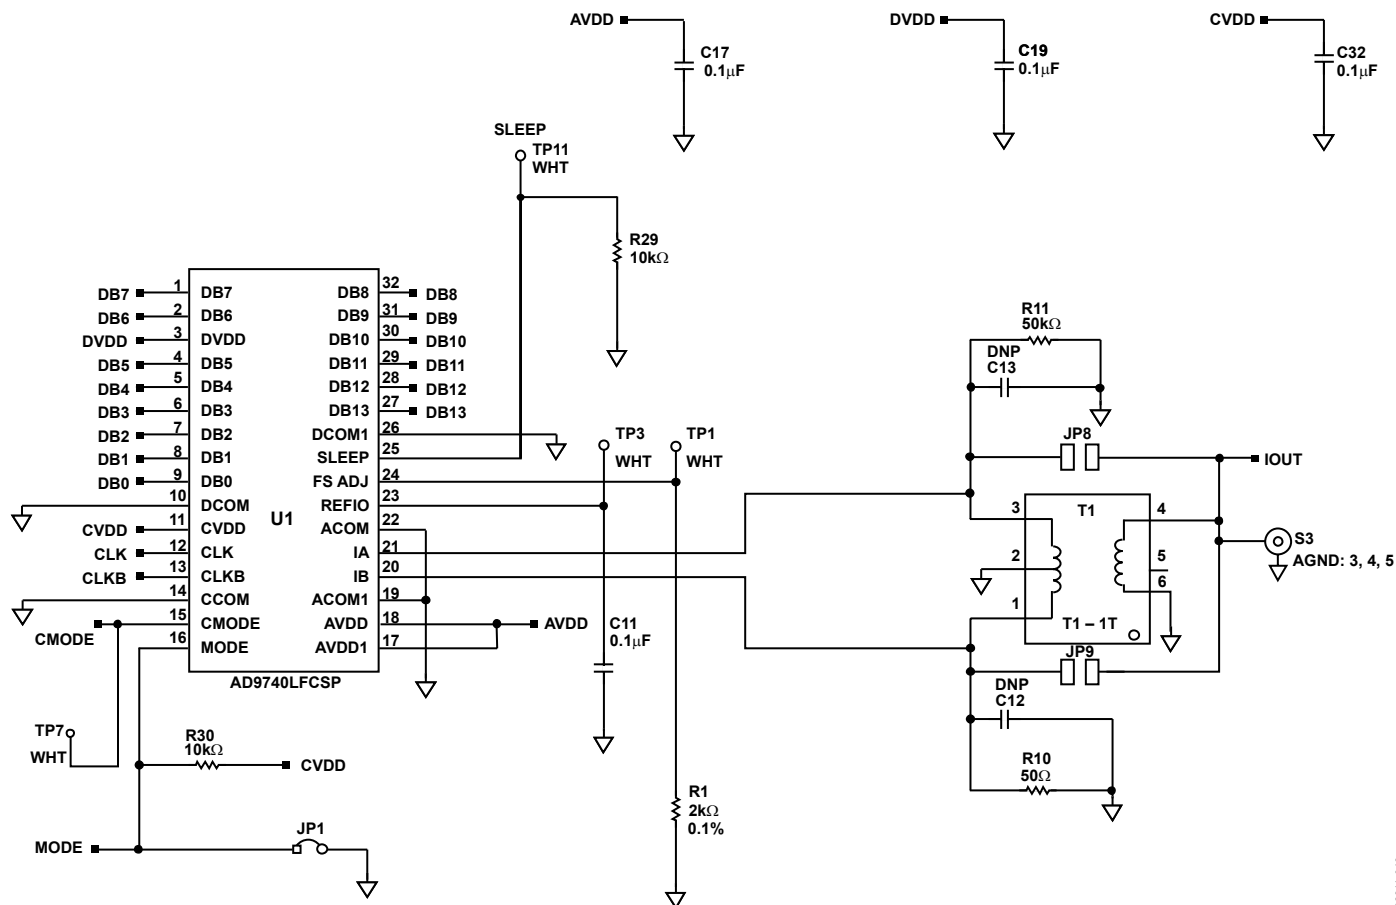 AVDD
C17
0.1µF
DVDD
C19
0.1µF
CVDD
C32
0.1µF
SLEEP
TP11
WHT
R29
10kΩ
DB7
1
DB7
DB6
2
DB6
DVDD
3
DVDD
DB5
4
DB5
DB4
5
DB4
DB3
6
DB3
DB2
7
DB2
DB1
8
DB1
DB0
9
DB0
10
DCOM
CVDD
11
CVDD
CLK
12
CLK
CLKB
13
CLKB
14
CCOM
CMODE
15
CMODE
16
MODE
U1
DB8
32
DB8
DB9
31
DB9
DB10
30
DB10
DB11
29
DB11
DB12
28
DB12
DB13
27
DB13
DCOM1
26
SLEEP
25
FS ADJ
24
REFIO
23
ACOM
22
IA
21
IB
20
ACOM1
19
AVDD
18
AVDD
AVDD1
17
AD9740LFCSP
TP3
WHT
TP1
WHT
C11
0.1µF
R1
2kΩ
0.1%
TP7
WHT
R30
10kΩ
CVDD
MODE
JP1
R11
50kΩ
DNP
C13
JP8
IOUT
T1
3
2
1
4
5
6
T1 – 1T
S3
AGND: 3, 4, 5
JP9
DNP
C12
R10
50Ω